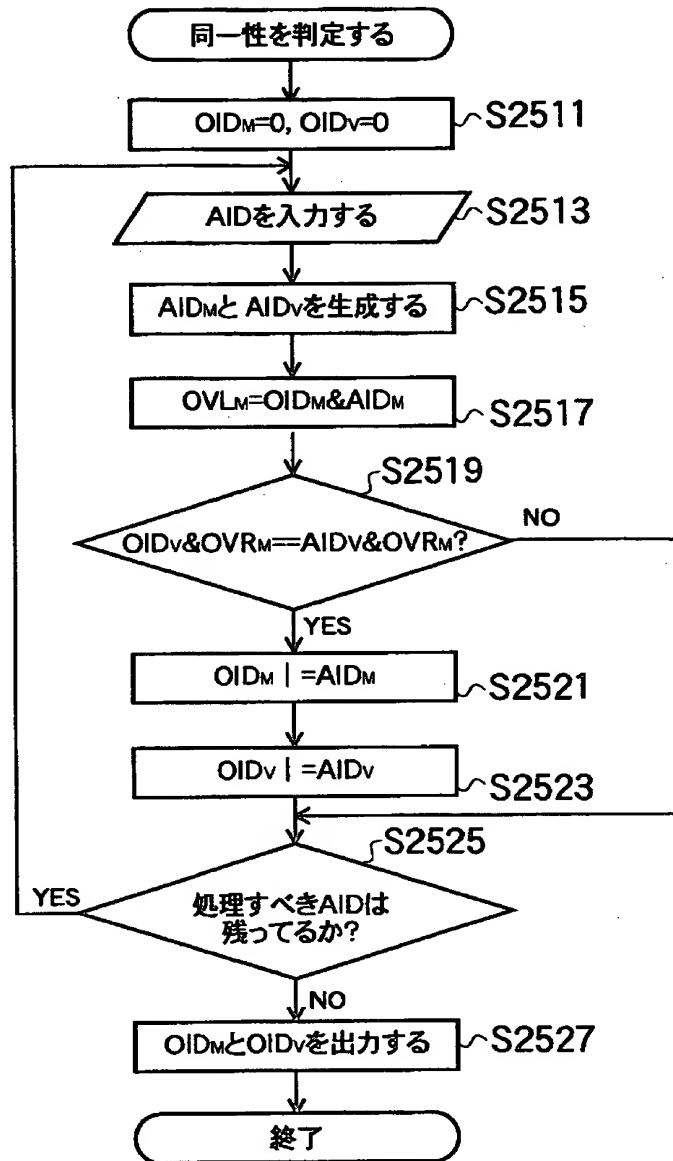 同一性を判定する
OIDM=0, OIDV=0
S2511
AIDを入力する
S2513
AIDMとAIDVを生成する
S2515
OVLM=OIDM&AIDM
S2517
S2519
OIDV&OVRM==AIDV&OVRM?
NO
YES
OIDM|=AIDM
S2521
OIDV|=AIDV
S2523
S2525
YES
処理すべきAIDは
残ってるか?
NO
OIDMとOIDVを出力する
S2527
終了